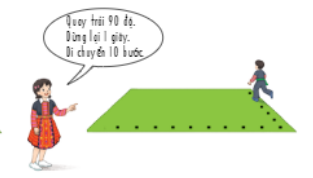 Quay trái 90 độ.
Dừng lại 1 giây.
Di chuyển 10 bước